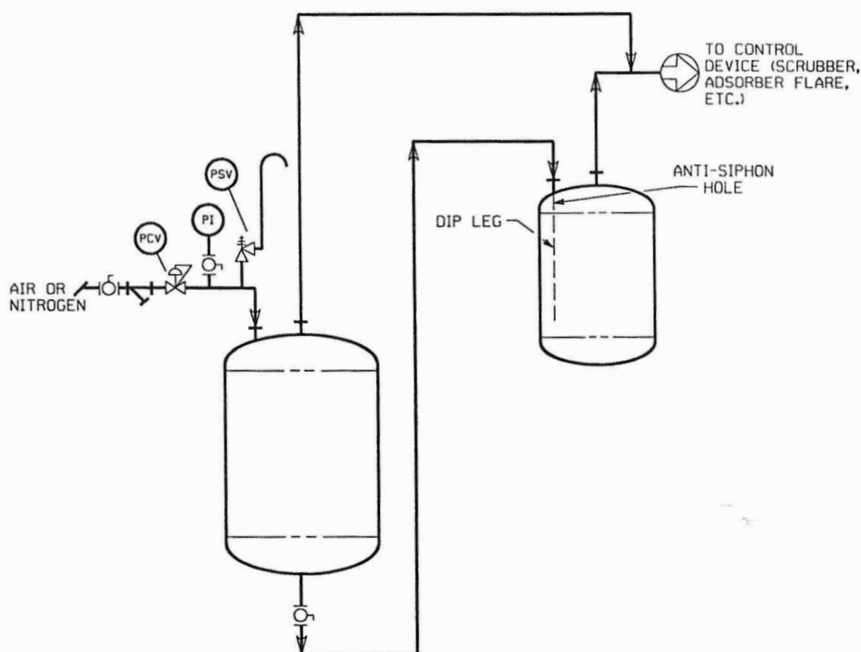 TO CONTROL
DEVICE (SCRUBBER,
ADSORBER FLARE,
ETC.)
PSV
ANTI-SIPHON
HOLE
PI
DIP LEG
PCV
AIR OR
NITROGEN